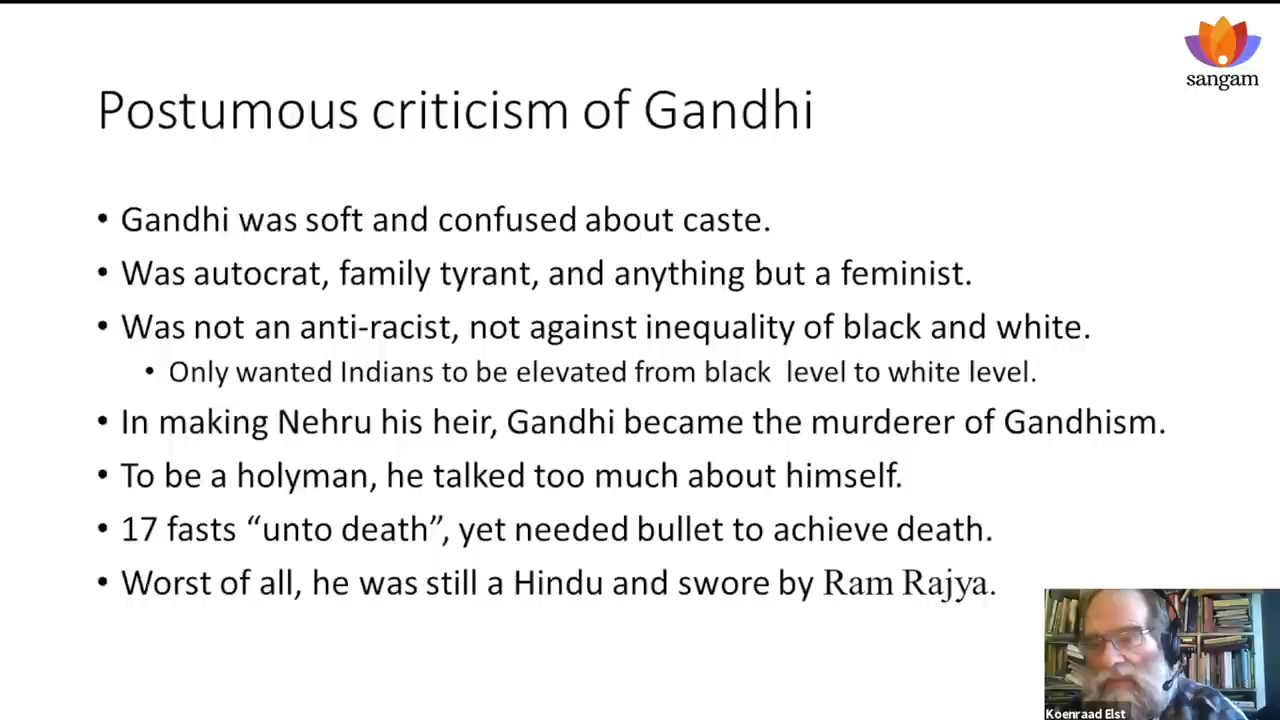 sangam
Postumous criticism of Gandhi
• Gandhi was soft and confused about caste.
• Was autocrat, family tyrant, and anything but a feminist.
• Was not an anti-racist, not against inequality of black and white.
• Only wanted Indians to be elevated from black level to white level.
• In making Nehru his heir, Gandhi became the murderer of Gandhism.
• To be a holyman, he talked too much about himself.
• 17 fasts “unto death”, yet needed bullet to achieve death.
• Worst of all, he was still a Hindu and swore by Ram Rajya.
Koenraad Elst